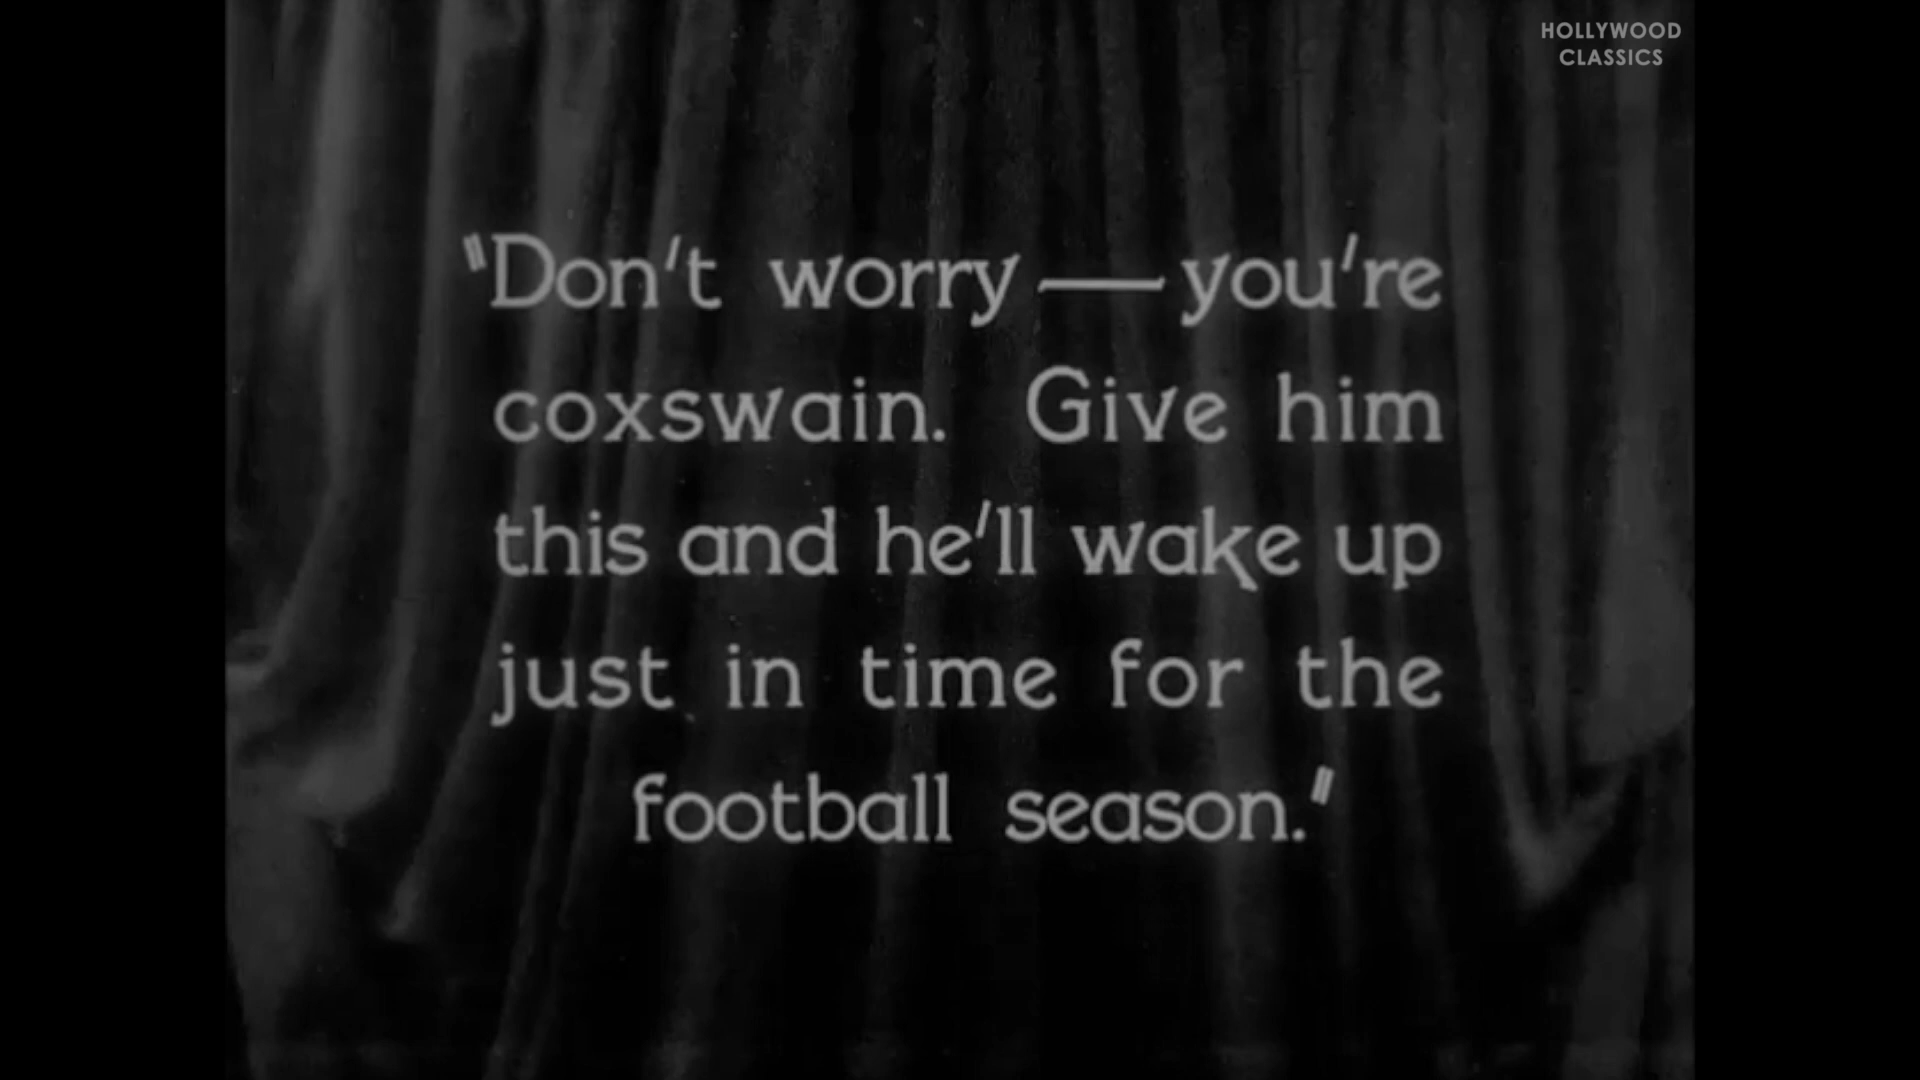 HOLLYWOOD
CLASSICS
"Don't worry — you're
coxswain. Give him
this and he'll wake up
just in time for the
football season."